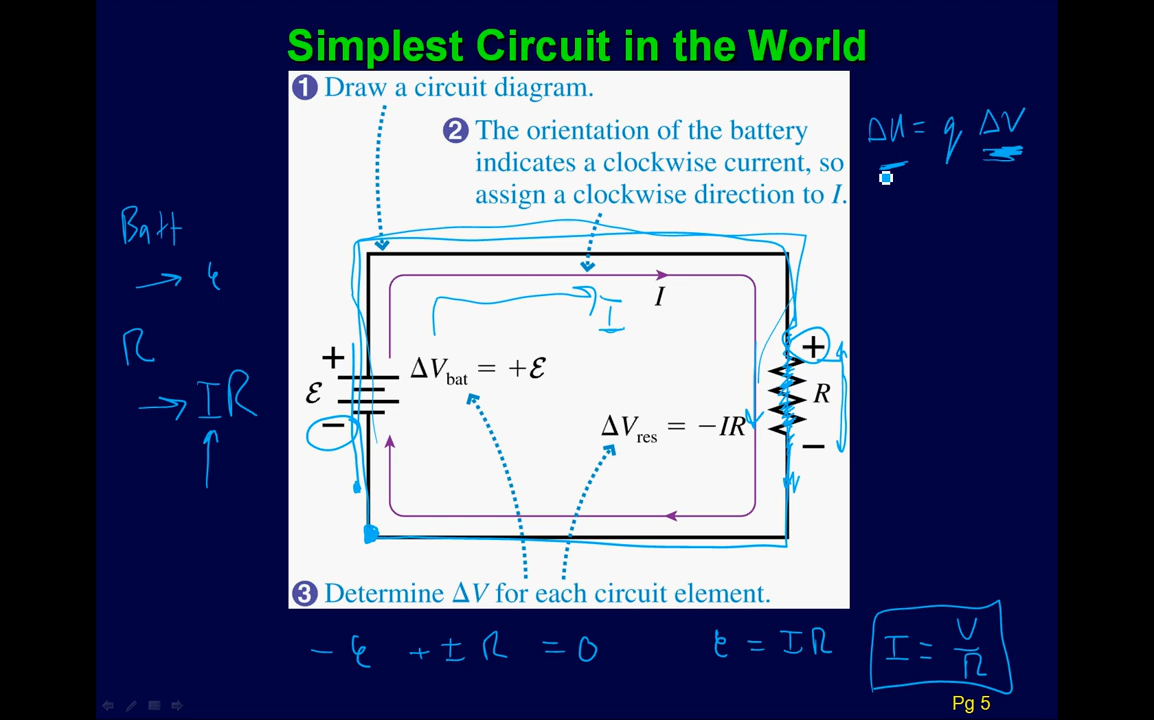 Simplest Circuit in the World
1 Draw a circuit diagram.
2 The orientation of the battery
indicates a clockwise current, so
assign a clockwise direction to I.
ΔU = q ΔV
Batt
→ ℰ
R
→ IR
I
I
+
ℰ
−
ΔVbat = +ℰ
ΔVres = −IR
+
R
−
3 Determine ΔV for each circuit element.
− ℰ + IR = 0
ℰ = IR
I = V/R
Pg 5